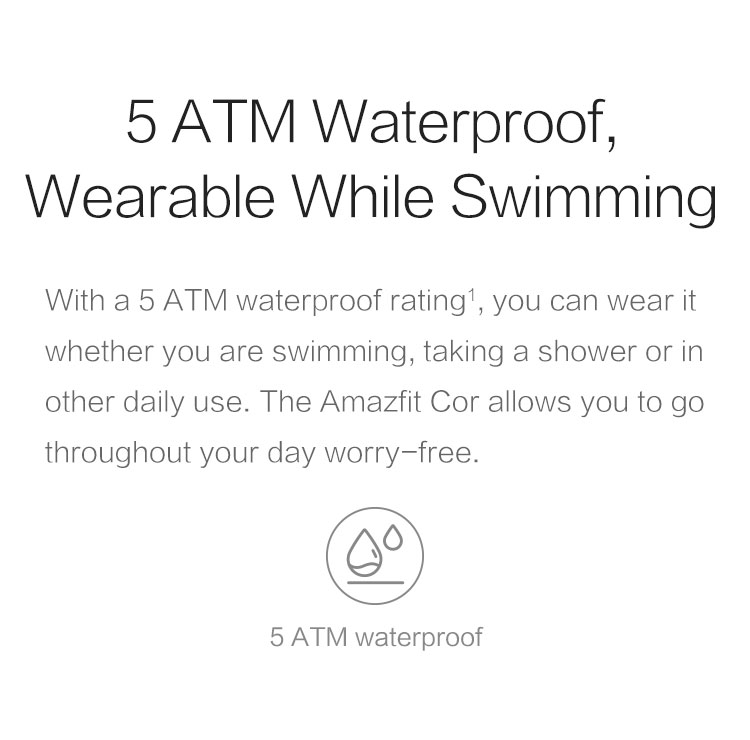 5 ATM Waterproof,
Wearable While Swimming
With a 5 ATM waterproof rating¹, you can wear it
whether you are swimming, taking a shower or in
other daily use. The Amazfit Cor allows you to go
throughout your day worry-free.
5 ATM waterproof